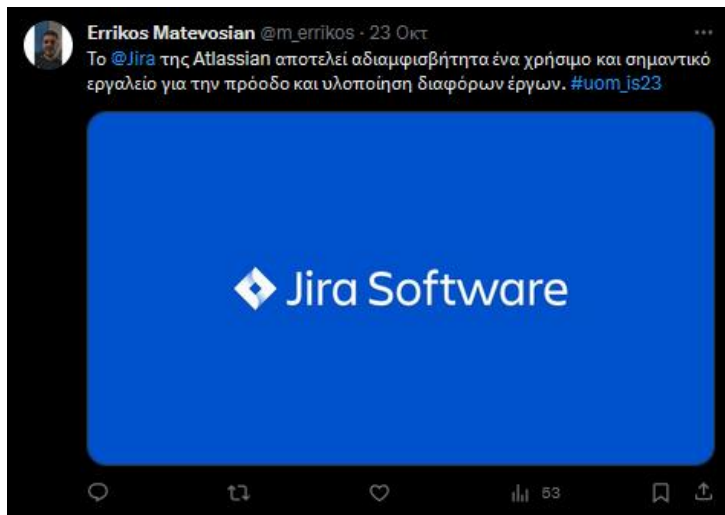 Errikos Matevosian @m_errikos · 23 Οκτ
Το @Jira της Atlassian αποτελεί αδιαμφισβήτητα ένα χρήσιμο και σημαντικό
εργαλείο για την πρόοδο και υλοποίηση διαφόρων έργων. #uom_is23
Jira Software
53